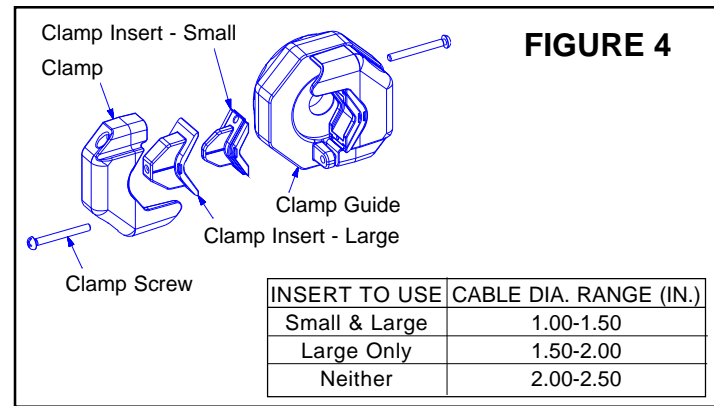 Clamp Insert - Small
FIGURE 4
Clamp
Clamp Guide
Clamp Insert - Large
Clamp Screw
INSERT TO USE CABLE DIA. RANGE (IN.)
Small & Large 1.00-1.50
Large Only 1.50-2.00
Neither 2.00-2.50